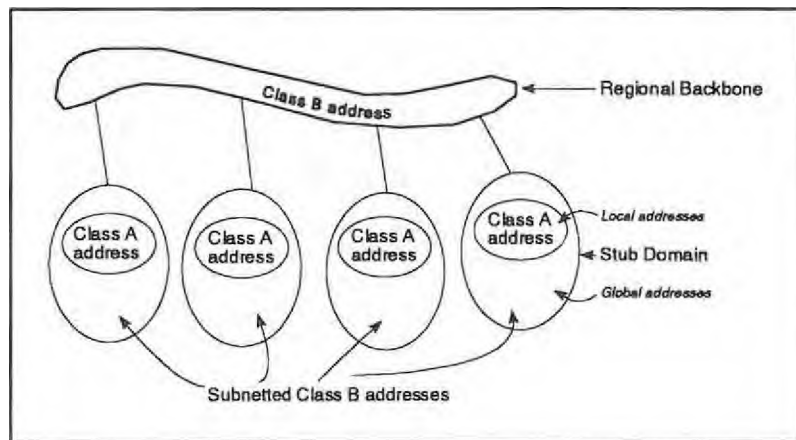 Class B address
Regional Backbone
Class A
address
Class A
address
Class A
address
Class A
address
Local addresses
Stub Domain
Global addresses
Subnetted Class B addresses